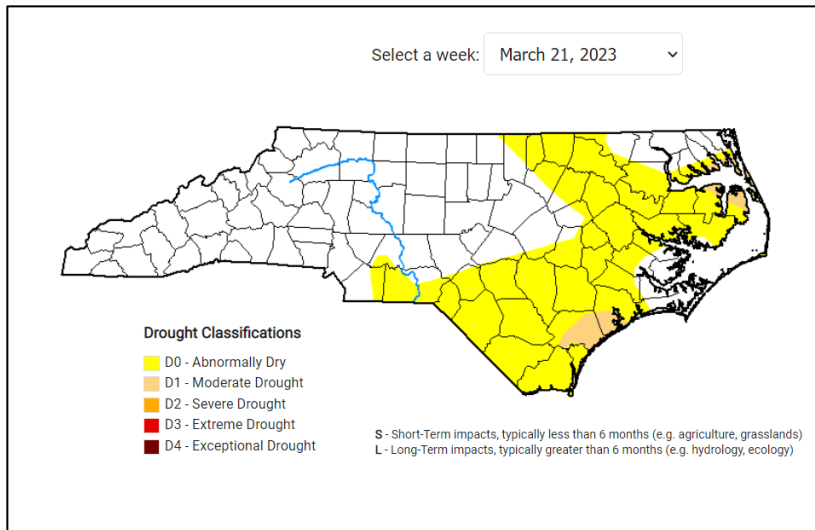 Select a week: March 21, 2023
Drought Classifications
D0 - Abnormally Dry
D1 - Moderate Drought
D2 - Severe Drought
D3 - Extreme Drought
D4 - Exceptional Drought
S - Short-Term impacts, typically less than 6 months (e.g. agriculture, grasslands)
L - Long-Term impacts, typically greater than 6 months (e.g. hydrology, ecology)